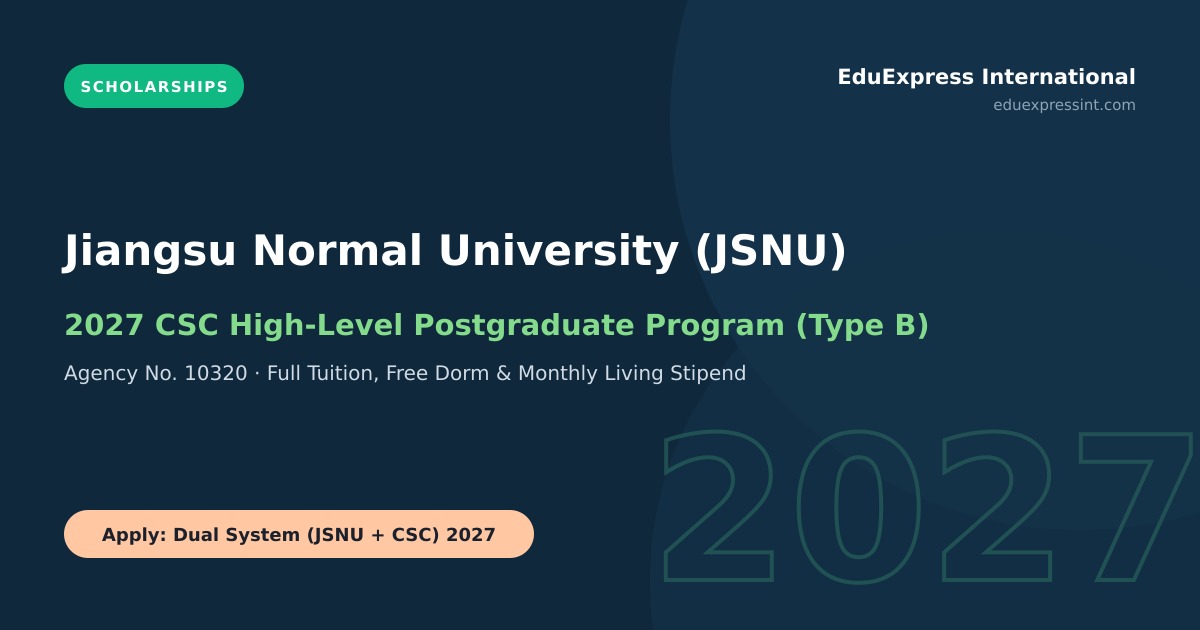 SCHOLARSHIPS
EduExpress International
eduexpressint.com
Jiangsu Normal University (JSNU)
2027 CSC High-Level Postgraduate Program (Type B)
Agency No. 10320 · Full Tuition, Free Dorm & Monthly Living Stipend
2027
Apply: Dual System (JSNU + CSC) 2027